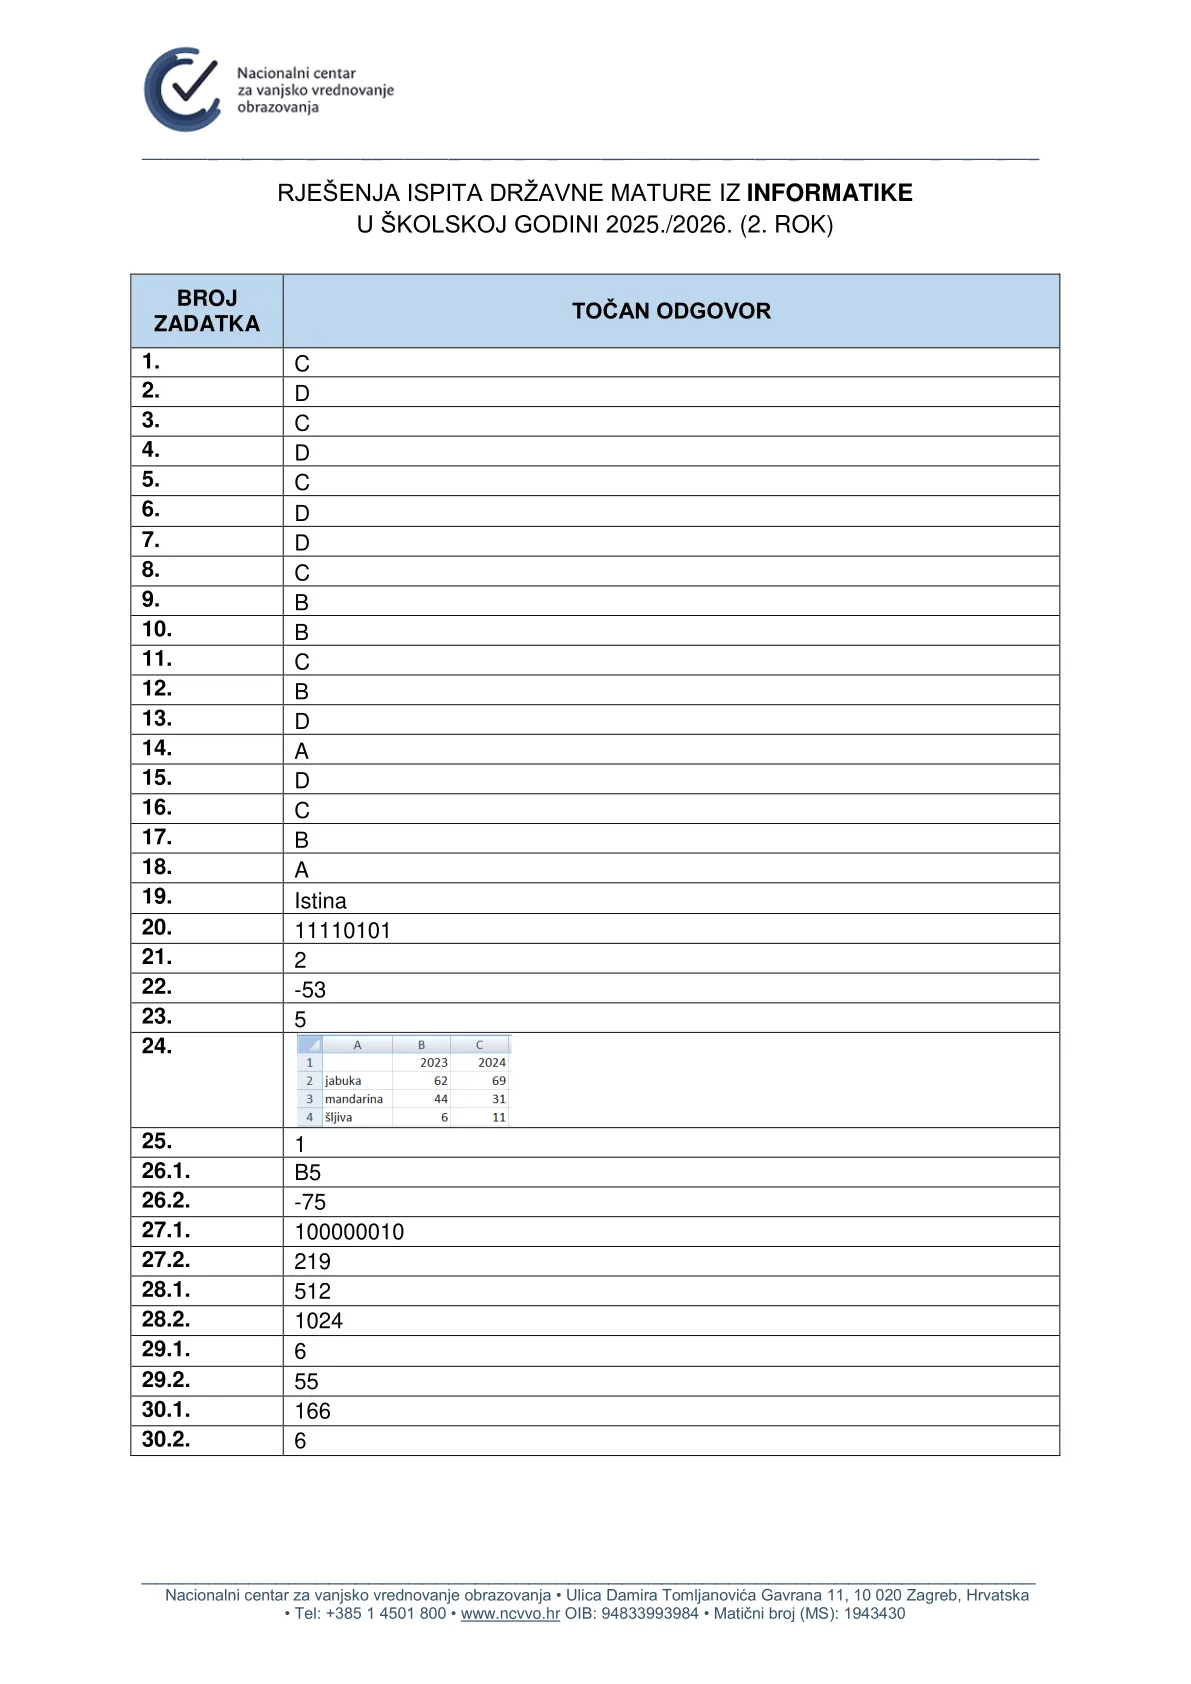 Nacionalni centar
za vanjsko vrednovanje
obrazovanja
RJEŠENJA ISPITA DRŽAVNE MATURE IZ INFORMATIKE
U ŠKOLSKOJ GODINI 2025./2026. (2. ROK)
BROJ ZADATKA TOČAN ODGOVOR
1. C
2. D
3. C
4. D
5. C
6. D
7. D
8. C
9. B
10. B
11. C
12. B
13. D
14. A
15. D
16. C
17. B
18. A
19. Istina
20. 11110101
21. 2
22. -53
23. 5
24.
A B C
1 2023 2024
2 jabuka 62 69
3 mandarina 44 31
4 šljiva 6 11
25. 1
26.1. B5
26.2. -75
27.1. 100000010
27.2. 219
28.1. 512
28.2. 1024
29.1. 6
29.2. 55
30.1. 166
30.2. 6
Nacionalni centar za vanjsko vrednovanje obrazovanja • Ulica Damira Tomljanovića Gavrana 11, 10 020 Zagreb, Hrvatska
• Tel: +385 1 4501 800 • www.ncvvo.hr OIB: 94833993984 • Matični broj (MS): 1943430